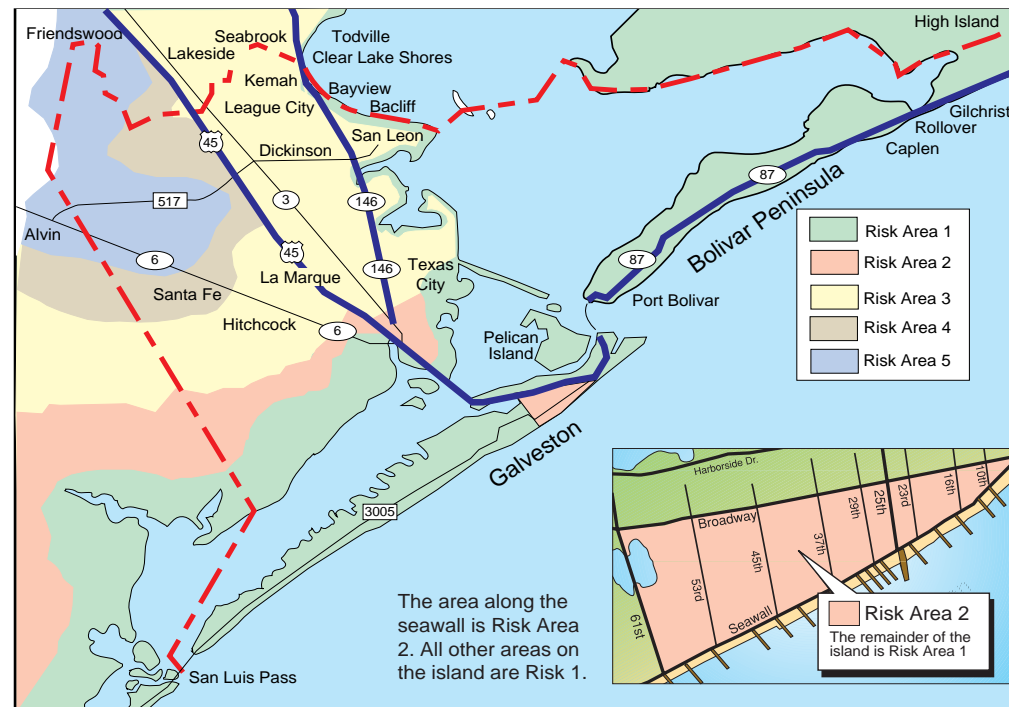 High Island
Friendswood
Seabrook
Todville
Lakeside
Clear Lake Shores
Kemah
Bayview
League City
Bacliff
Gilchrist
Rollover
Caplen
San Leon
Dickinson
45
87
517
3
146
Bolivar Peninsula
Alvin
6
45
87
146
La Marque
Texas
City
Santa Fe
Port Bolivar
Hitchcock
6
Pelican
Island
Risk Area 1
Risk Area 2
Risk Area 3
Risk Area 4
Risk Area 5
Galveston
3005
San Luis Pass
The area along the
seawall is Risk Area
2. All other areas on
the island are Risk 1.
Harborside Dr.
Broadway
61st
53rd
45th
37th
29th
25th
23rd
16th
10th
Seawall
Risk Area 2
The remainder of the
island is Risk Area 1